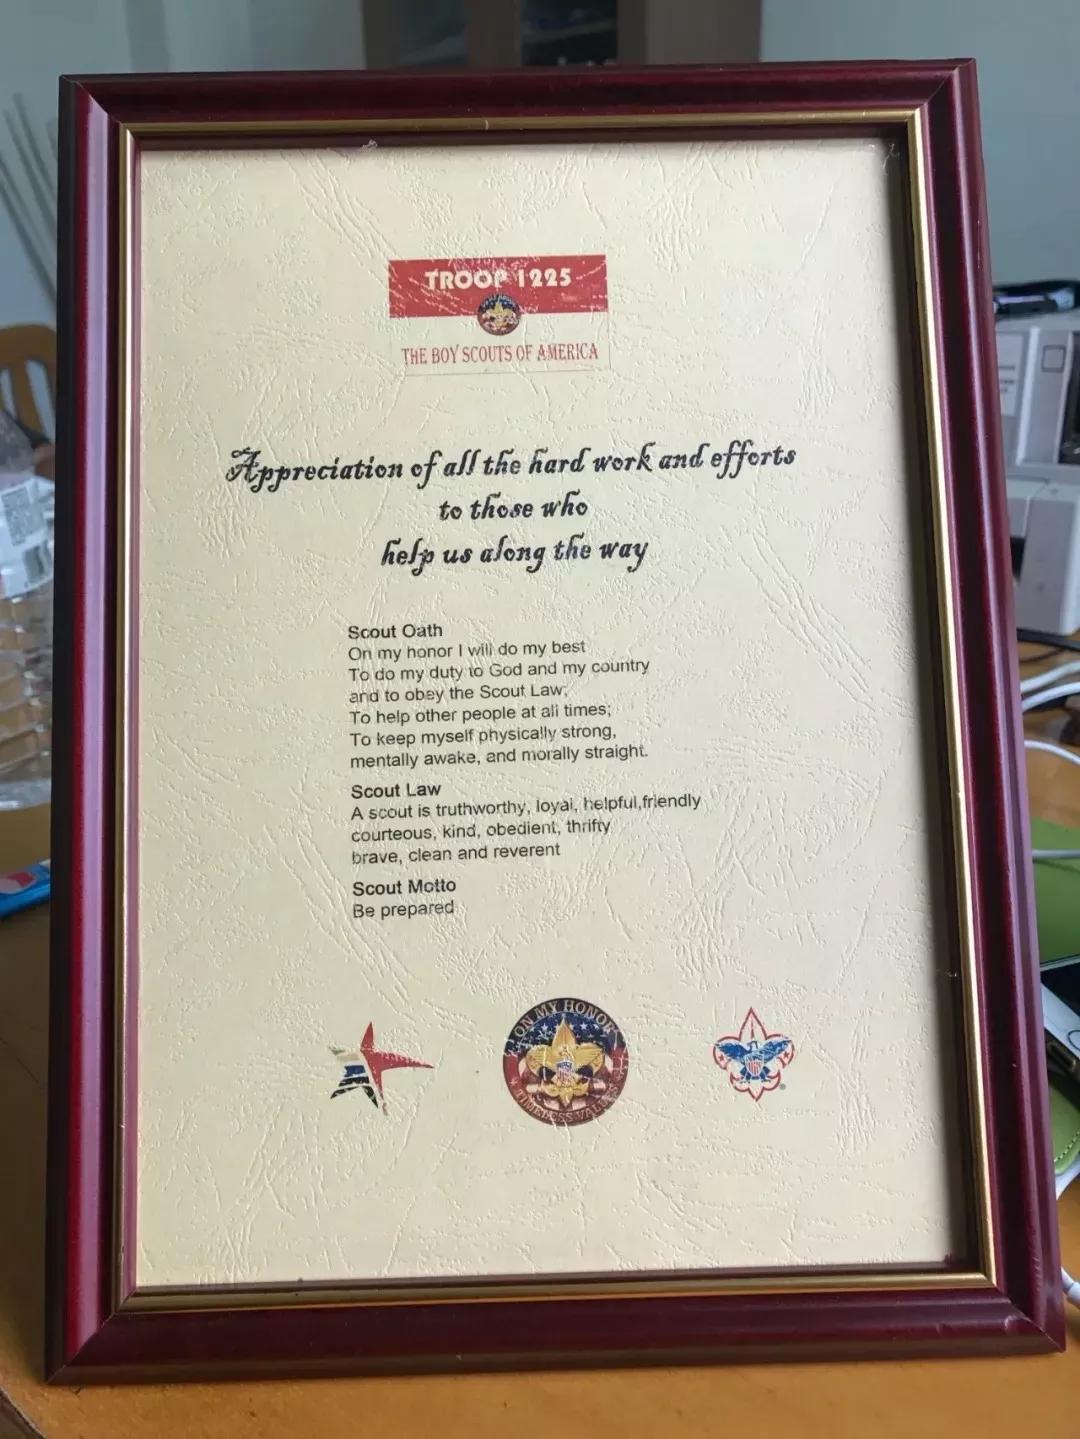 TROOP 1225
THE BOY SCOUTS OF AMERICA
Appreciation of all the hard work and efforts
to those who
help us along the way
Scout Oath
On my honor I will do my best
To do my duty to God and my country
and to obey the Scout Law;
To help other people at all times;
To keep myself physically strong,
mentally awake, and morally straight.
Scout Law
A scout is truthworthy, loyal, helpful,friendly
courteous, kind, obedient, thrifty
brave, clean and reverent
Scout Motto
Be prepared
ON MY HONOR
TIMELESS VALUES